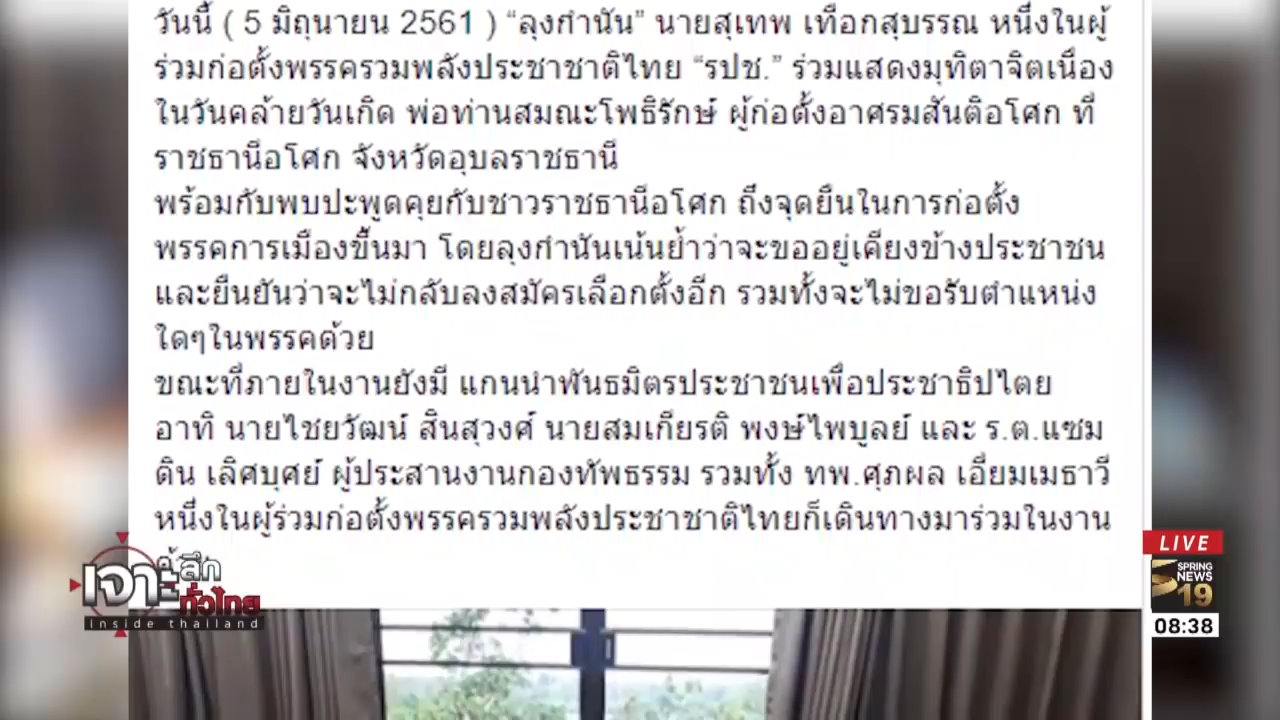 วันนี้ ( 5 มิถุนายน 2561 ) “ลุงกำนัน” นายสุเทพ เทือกสุบรรณ หนึ่งในผู้
ร่วมก่อตั้งพรรครวมพลังประชาชาติไทย “รปช.” ร่วมแสดงมุทิตาจิตเนื่อง
ในวันคล้ายวันเกิด พ่อท่านสมณะโพธิรักษ์ ผู้ก่อตั้งอาศรมสันติอโศก ที่
ราชธานีอโศก จังหวัดอุบลราชธานี
พร้อมกับพบปะพูดคุยกับชาวราชธานีอโศก ถึงจุดยืนในการก่อตั้ง
พรรคการเมืองขึ้นมา โดยลุงกำนันเน้นย้ำว่าจะขออยู่เคียงข้างประชาชน
และยืนยันว่าจะไม่กลับลงสมัครเลือกตั้งอีก รวมทั้งจะไม่ขอรับตำแหน่ง
ใดๆในพรรคด้วย
ขณะที่ภายในงานยังมี แกนนำพันธมิตรประชาชนเพื่อประชาธิปไตย
อาทิ นายไชยวัฒน์ สินสุวงศ์ นายสมเกียรติ พงษ์ไพบูลย์ และ ร.ต.แซม
ดิน เลิศบุศย์ ผู้ประสานงานกองทัพธรรม รวมทั้ง ทพ.ศุภผล เอี่ยมเมธาวี
หนึ่งในผู้ร่วมก่อตั้งพรรครวมพลังประชาชาติไทยก็เดินทางมาร่วมในงาน
เจาะลึก
ทั่วไทย
inside thailand
LIVE
SPRING
NEWS
19
08:38